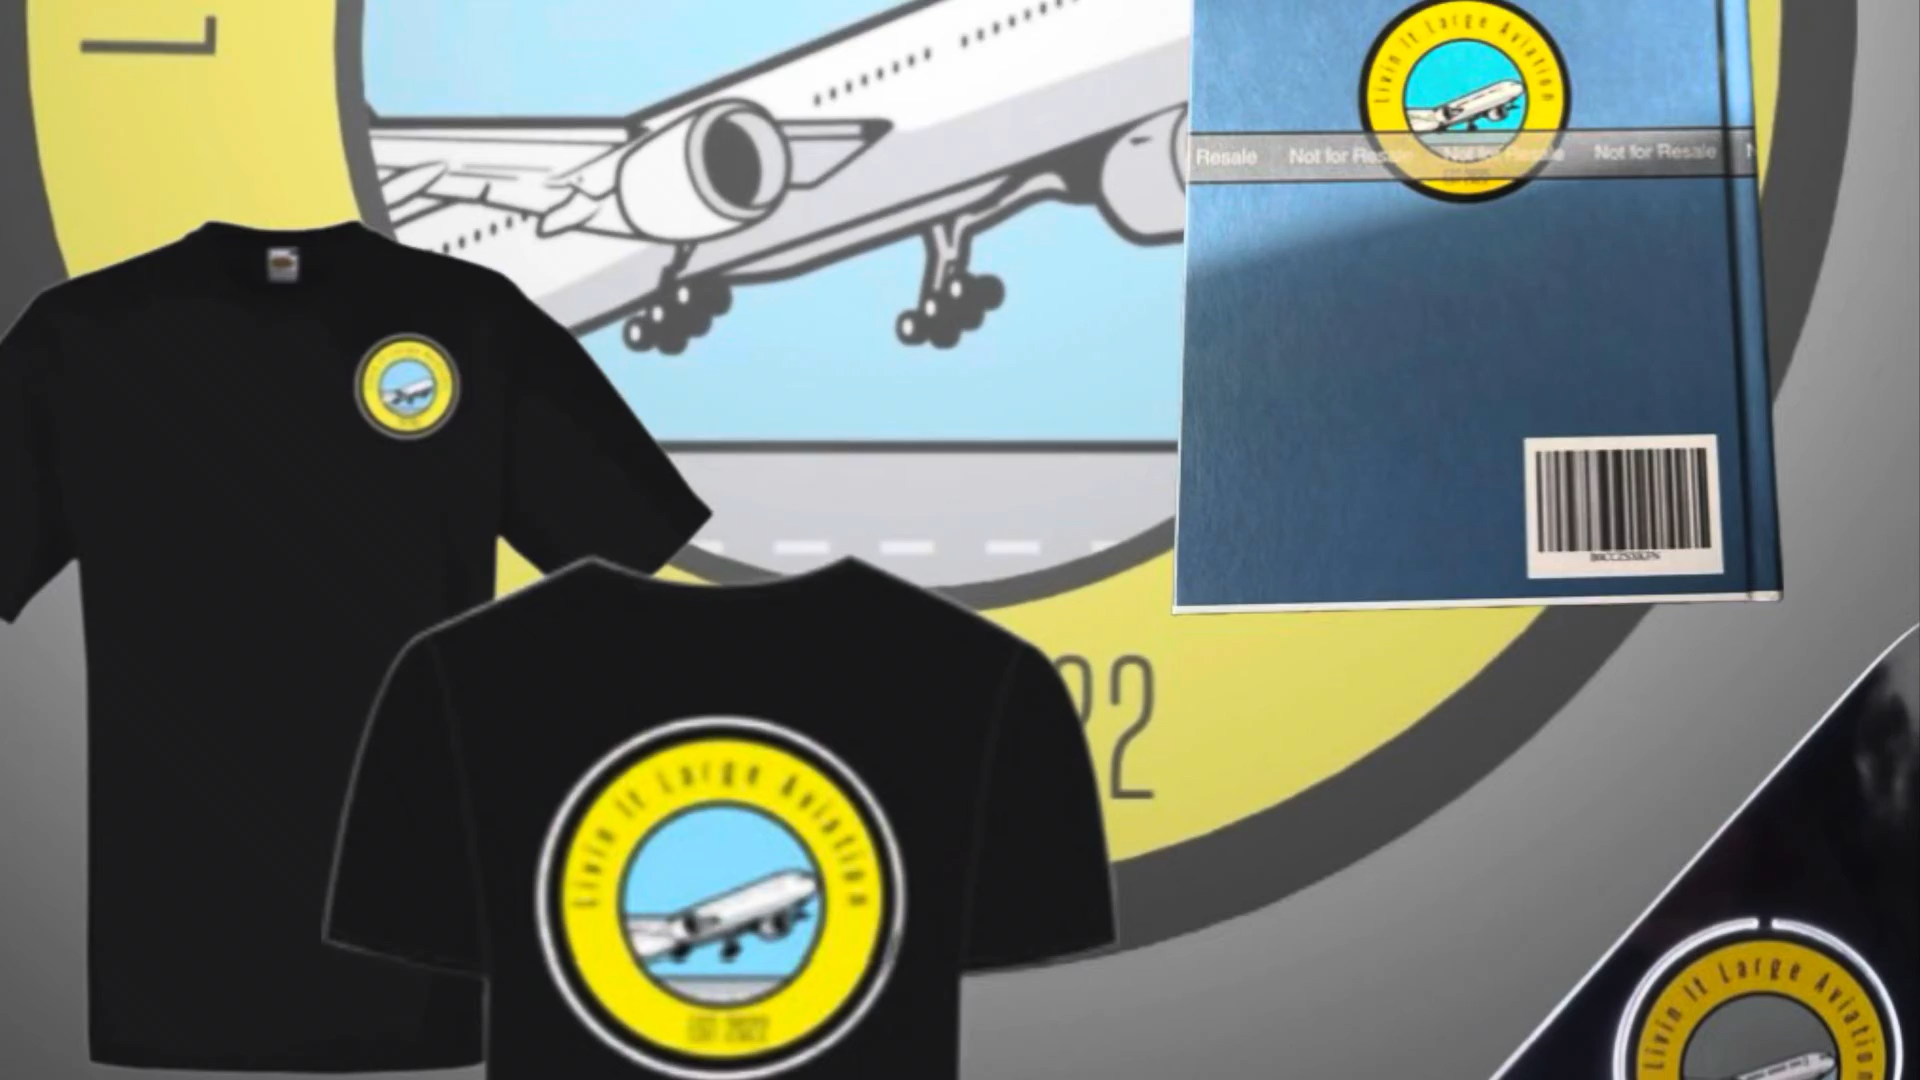 L
Livin It Large Aviation
Resale Not for Resale Not for Resale Not for Resale N
22
Livin It Large Aviation
EST 2022
Livin It Large Aviation